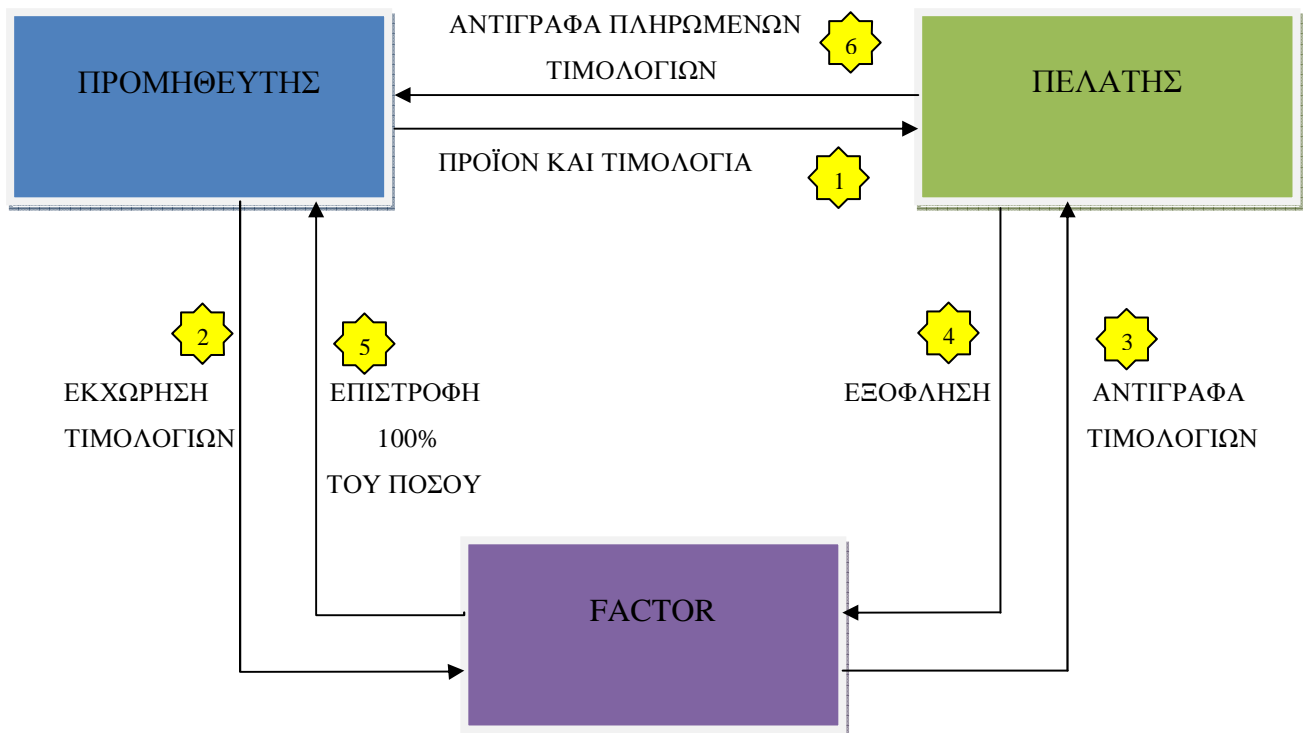 ΑΝΤΙΓΡΑΦΑ ΠΛΗΡΩΜΕΝΩΝ
ΤΙΜΟΛΟΓΙΩΝ
6
ΠΡΟΜΗΘΕΥΤΗΣ
ΠΕΛΑΤΗΣ
ΠΡΟΪΟΝ ΚΑΙ ΤΙΜΟΛΟΓΙΑ
1
2
ΕΚΧΩΡΗΣΗ
ΤΙΜΟΛΟΓΙΩΝ
5
ΕΠΙΣΤΡΟΦΗ
100%
ΤΟΥ ΠΟΣΟΥ
4
ΕΞΟΦΛΗΣΗ
3
ΑΝΤΙΓΡΑΦΑ
ΤΙΜΟΛΟΓΙΩΝ
FACTOR